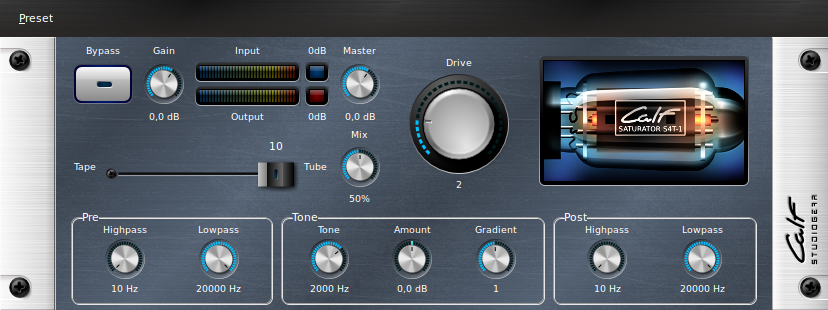 Preset
Bypass Gain Input 0dB Master
Drive
0,0 dB Output 0dB 0,0 dB
Calf
SATURATOR S4T-1
Mix
10
Tape Tube
2
50%
Pre Tone Post
Highpass Lowpass Tone Amount Gradient Highpass Lowpass
10 Hz 20000 Hz 2000 Hz 0,0 dB 1 10 Hz 20000 Hz
Calf
STUDIOGEAR